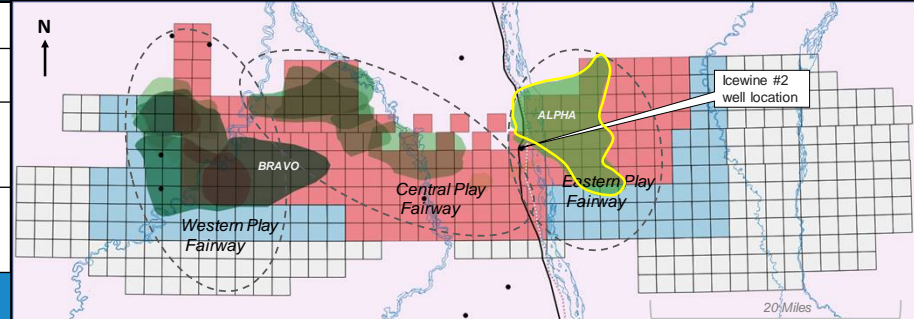 N
Icewine #2
well location
ALPHA
BRAVO
Central Play
Fairway
Eastern Play
Fairway
Western Play
Fairway
20 Miles